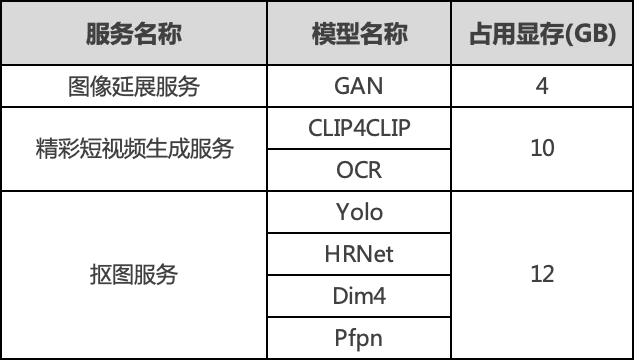 服务名称 模型名称 占用显存(GB)
图像延展服务 GAN 4
精彩短视频生成服务 CLIP4CLIP 10
OCR
抠图服务 Yolo 12
HRNet
Dim4
Pfpn